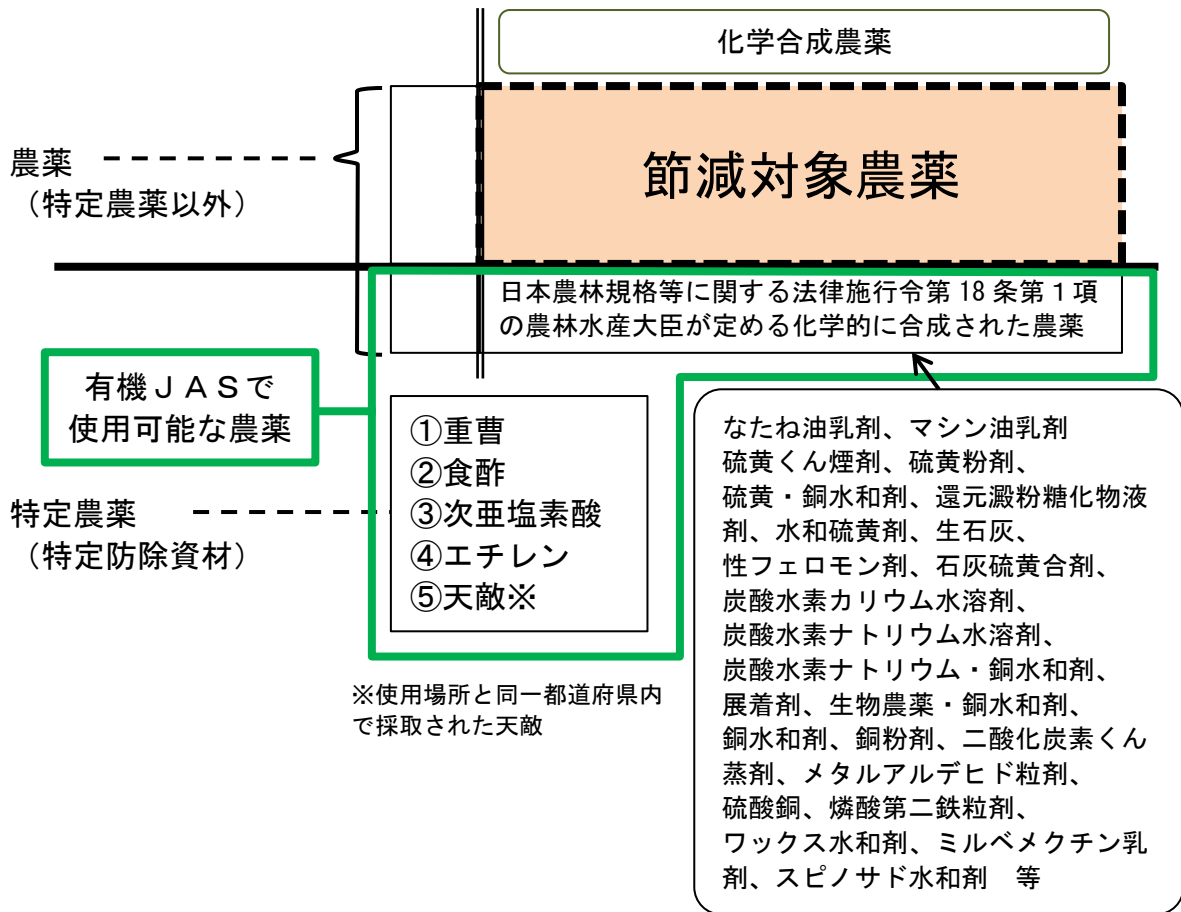 化学合成農薬
節減対象農薬
農薬
（特定農薬以外）
日本農林規格等に関する法律施行令第 18 条第 1 項
の農林水産大臣が定める化学的に合成された農薬
有機ＪＡＳで
使用可能な農薬
特定農薬
（特定防除資材）
①重曹
②食酢
③次亜塩素酸
④エチレン
⑤天敵※
※使用場所と同一都道府県内
で採取された天敵
なたね油乳剤、マシン油乳剤
硫黄くん煙剤、硫黄粉剤、
硫黄・銅水和剤、還元澱粉糖化物液
剤、水和硫黄剤、生石灰、
性フェロモン剤、石灰硫黄合剤、
炭酸水素カリウム水溶剤、
炭酸水素ナトリウム水溶剤、
炭酸水素ナトリウム・銅水和剤、
展着剤、生物農薬・銅水和剤、
銅水和剤、銅粉剤、二酸化炭素くん
蒸剤、メタルアルデヒド粒剤、
硫酸銅、燐酸第二鉄粒剤、
ワックス水和剤、ミルベメクチン乳
剤、スピノサド水和剤　等